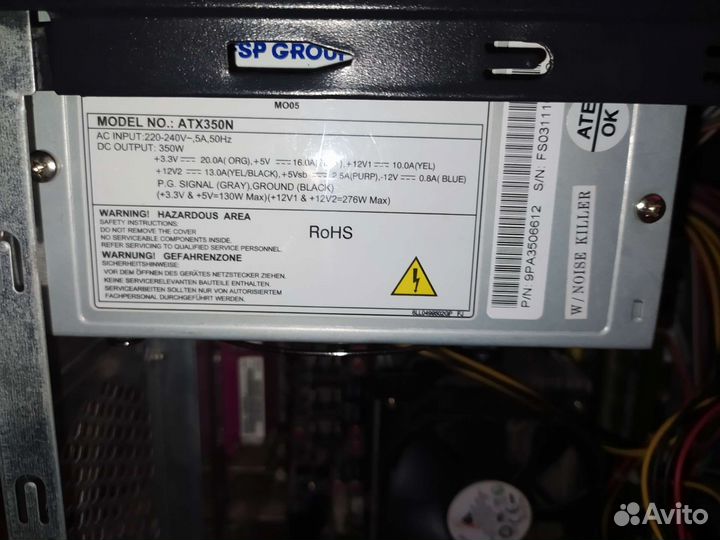 SP GROUP
MO05
MODEL NO.: ATX350N
AC INPUT:220-240V~,5A,50Hz
DC OUTPUT: 350W
+3.3V 20.0A( ORG),+5V 16.0A( ),+12V1 10.0A(YEL)
+12V2 13.0A(YEL/BLACK),+5Vsb 2.5A(PURP),-12V 0.8A( BLUE)
P.G. SIGNAL (GRAY),GROUND (BLACK)
(+3.3V & +5V=130W Max)(+12V1 & +12V2=276W Max)
WARNING! HAZARDOUS AREA
SAFETY INSTRUCTIONS:
DO NOT REMOVE THE COVER
NO SERVICEABLE COMPONENTS INSIDE.
REFER SERVICING TO QUALIFIED SERVICE PERSONNEL.
WARNUNG! GEFAHRENZONE
SICHERHEITSHINWEISE:
VOR DEM ÖFFNEN DES GERÄTES NETZSTECKER ZIEHEN.
KEINE SERVICERELEVANTEN BAUTEILE ENTHALTEN.
SERVICEARBEITEN SOLLTEN NUR VON AUTORISIERTEM
FACHPERSONAL DURCHGEFÜHRT WERDEN.
RoHS
P/N: 9PA3506612 S/N: FS03111
ATE
OK
W/NOISE KILLER
Avito